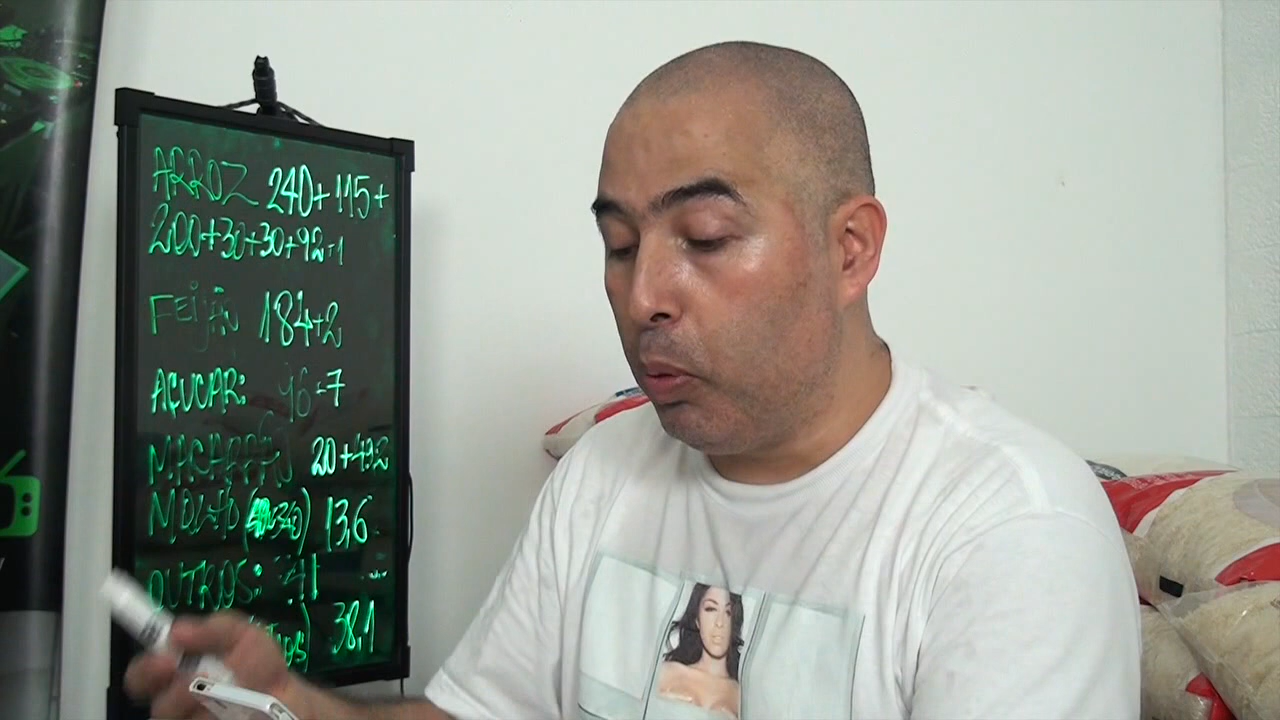 ARROZ 240+115+
200+30+30+92+1
FEIJÃO 184+2
AÇUCAR: 96+7
MACARRÃO 20+49,2
MOLHO (40x340) 13,6
OUTROS: 41
38,1